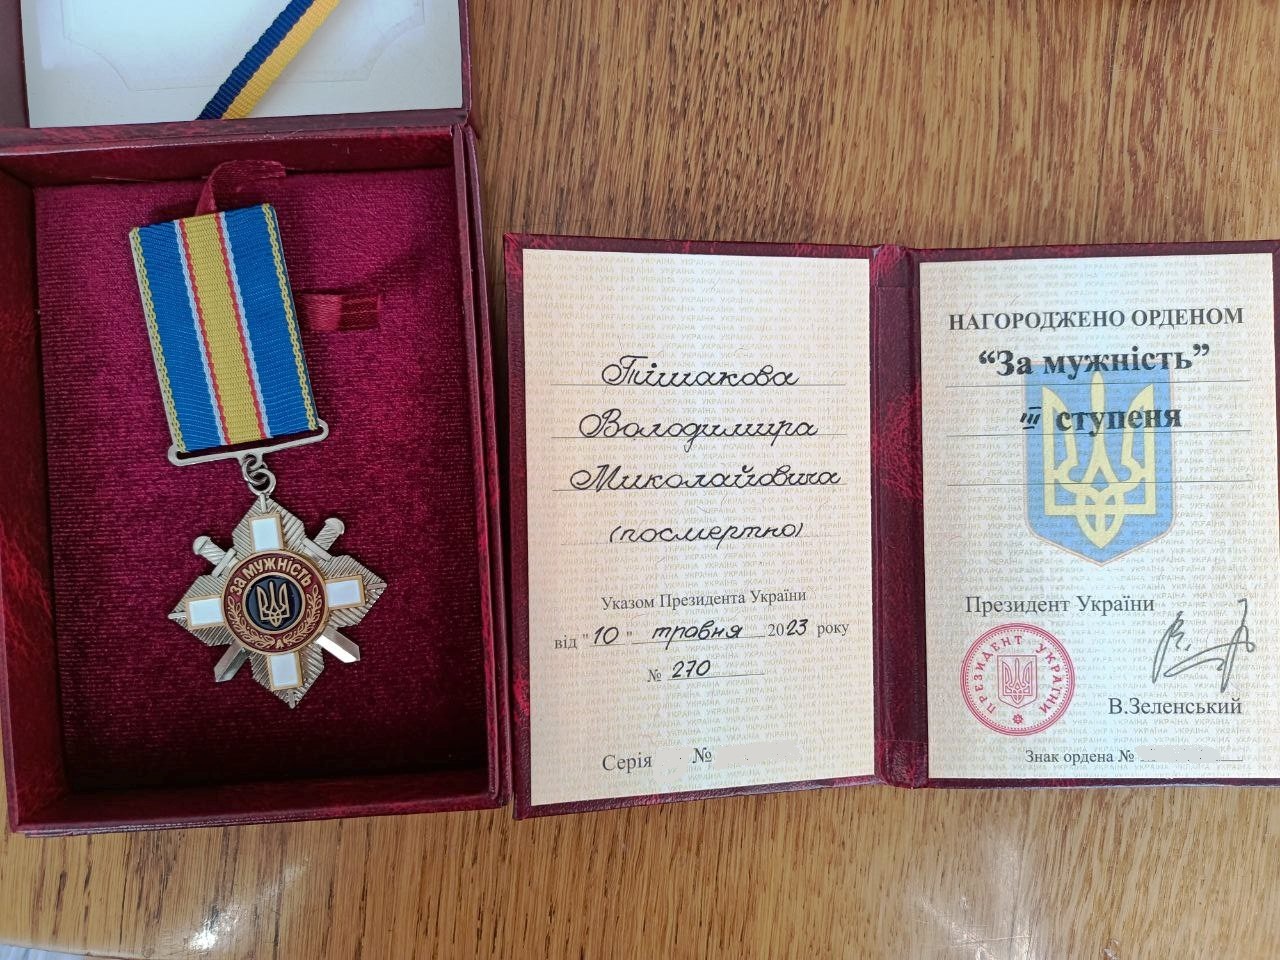 ЗА МУЖНІСТЬ
Тішакова
Володимира
Миколайовича
(посмертно)
Указом Президента України
від "10" травня 2023 року
№ 270
Серія №
НАГОРОДЖЕНО ОРДЕНОМ
“За мужність”
III ступеня
Президент України
ПРЕЗИДЕНТ УКРАЇНИ
В.Зеленський
Знак ордена №